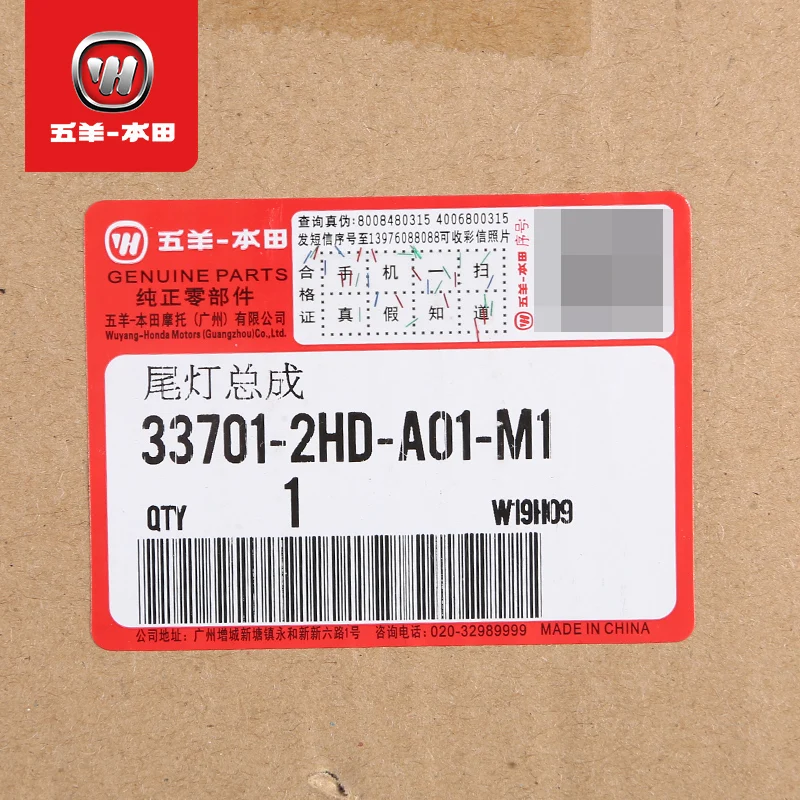 五羊-本田
五羊-本田
GENUINE PARTS
纯正零部件
五羊-本田摩托（广州）有限公司
Wuyang-Honda Motors (Guangzhou)Co.,Ltd.
查询真伪:8008480315 4006800315
发短信序号至13976088088可收彩信照片
合格证
手机一扫
真假知道
五羊-本田 序号:
尾灯总成
33701-2HD-A01-M1
QTY 1 W19H09
公司地址: 广州增城新塘镇永和新新六路1号 咨询电话: 020-32989999 MADE IN CHINA